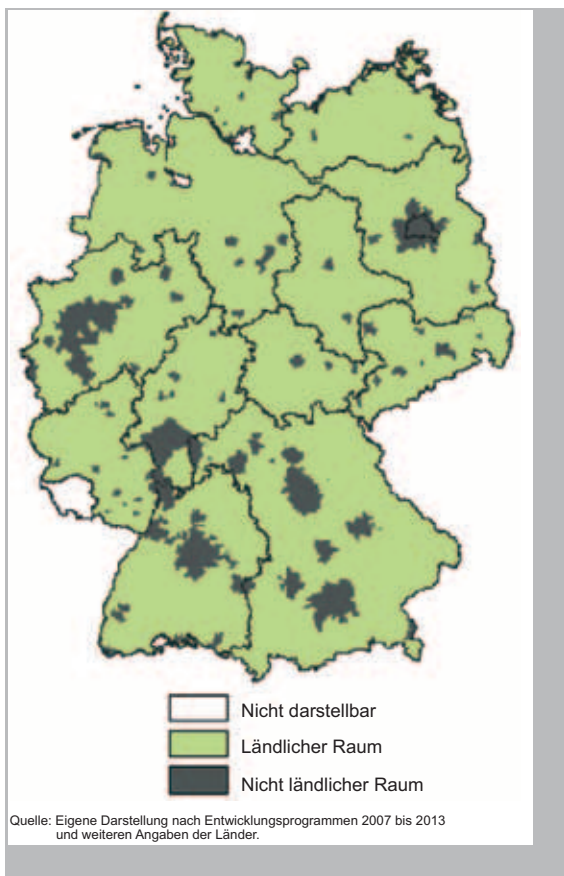 Nicht darstellbar
Ländlicher Raum
Nicht ländlicher Raum
Quelle: Eigene Darstellung nach Entwicklungsprogrammen 2007 bis 2013
und weiteren Angaben der Länder.